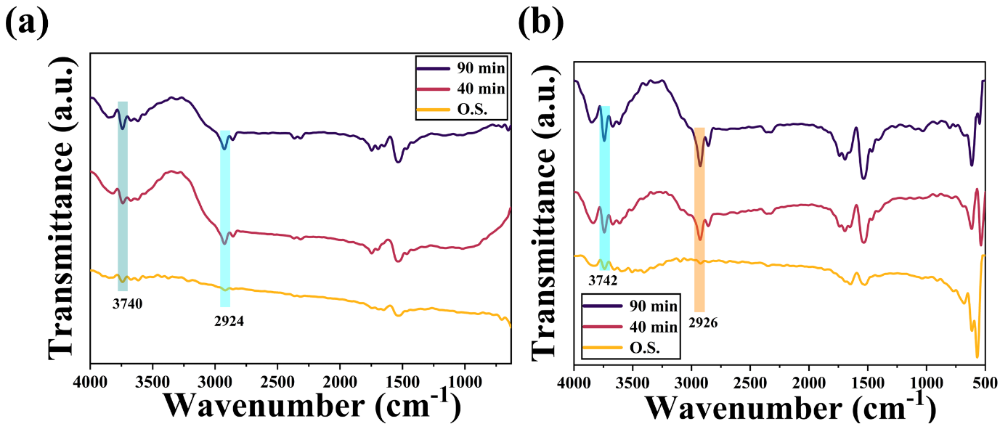 (a)
Transmittance (a.u.)
90 min
40 min
O.S.
3740
2924
4000 3500 3000 2500 2000 1500 1000
Wavenumber (cm-1)
(b)
Transmittance (a.u.)
3742
2926
90 min
40 min
O.S.
4000 3500 3000 2500 2000 1500 1000 500
Wavenumber (cm-1)